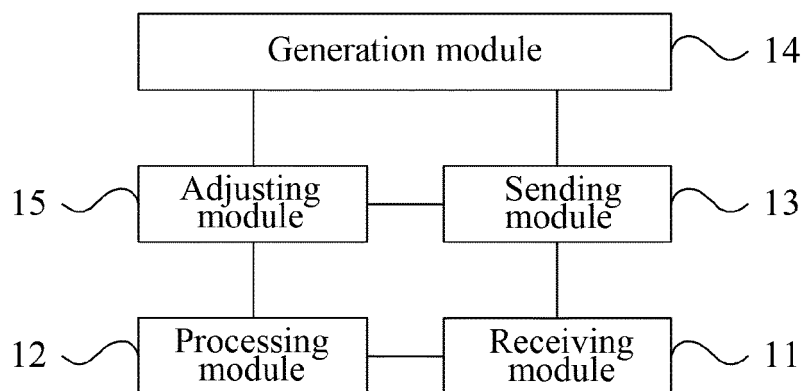 Generation module 14
15 Adjusting module Sending module 13
12 Processing module Receiving module 11